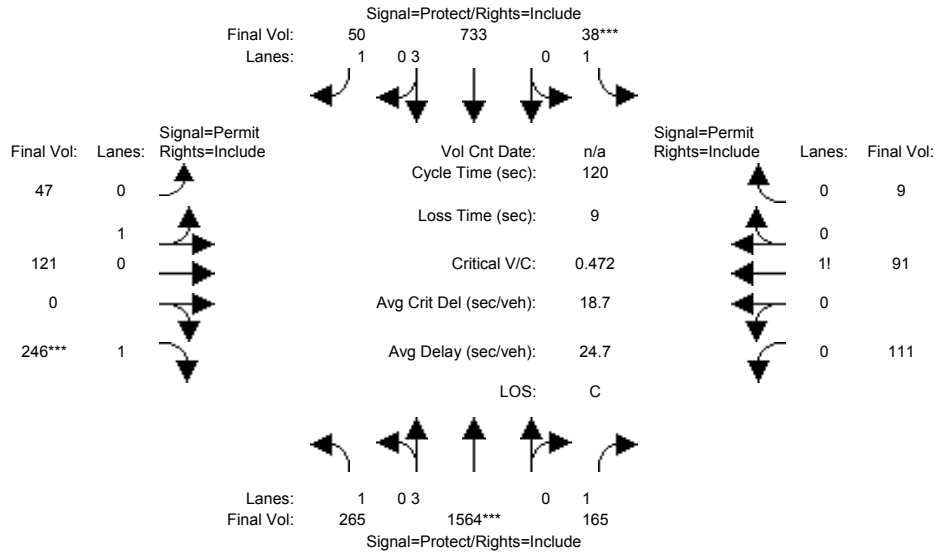 Signal=Protect/Rights=Include
Final Vol: 50 733 38***
Lanes: 1 0 3 0 1
Signal=Permit
Final Vol: Lanes: Rights=Include
Vol Cnt Date: n/a
Signal=Permit
Rights=Include Lanes: Final Vol:
Cycle Time (sec): 120
47 0
0 9
Loss Time (sec): 9
1
0
121 0
Critical V/C: 0.472
1! 91
0
Avg Crit Del (sec/veh): 18.7
0
246*** 1
Avg Delay (sec/veh): 24.7
0 111
LOS: C
Lanes: 1 0 3 0 1
Final Vol: 265 1564*** 165
Signal=Protect/Rights=Include